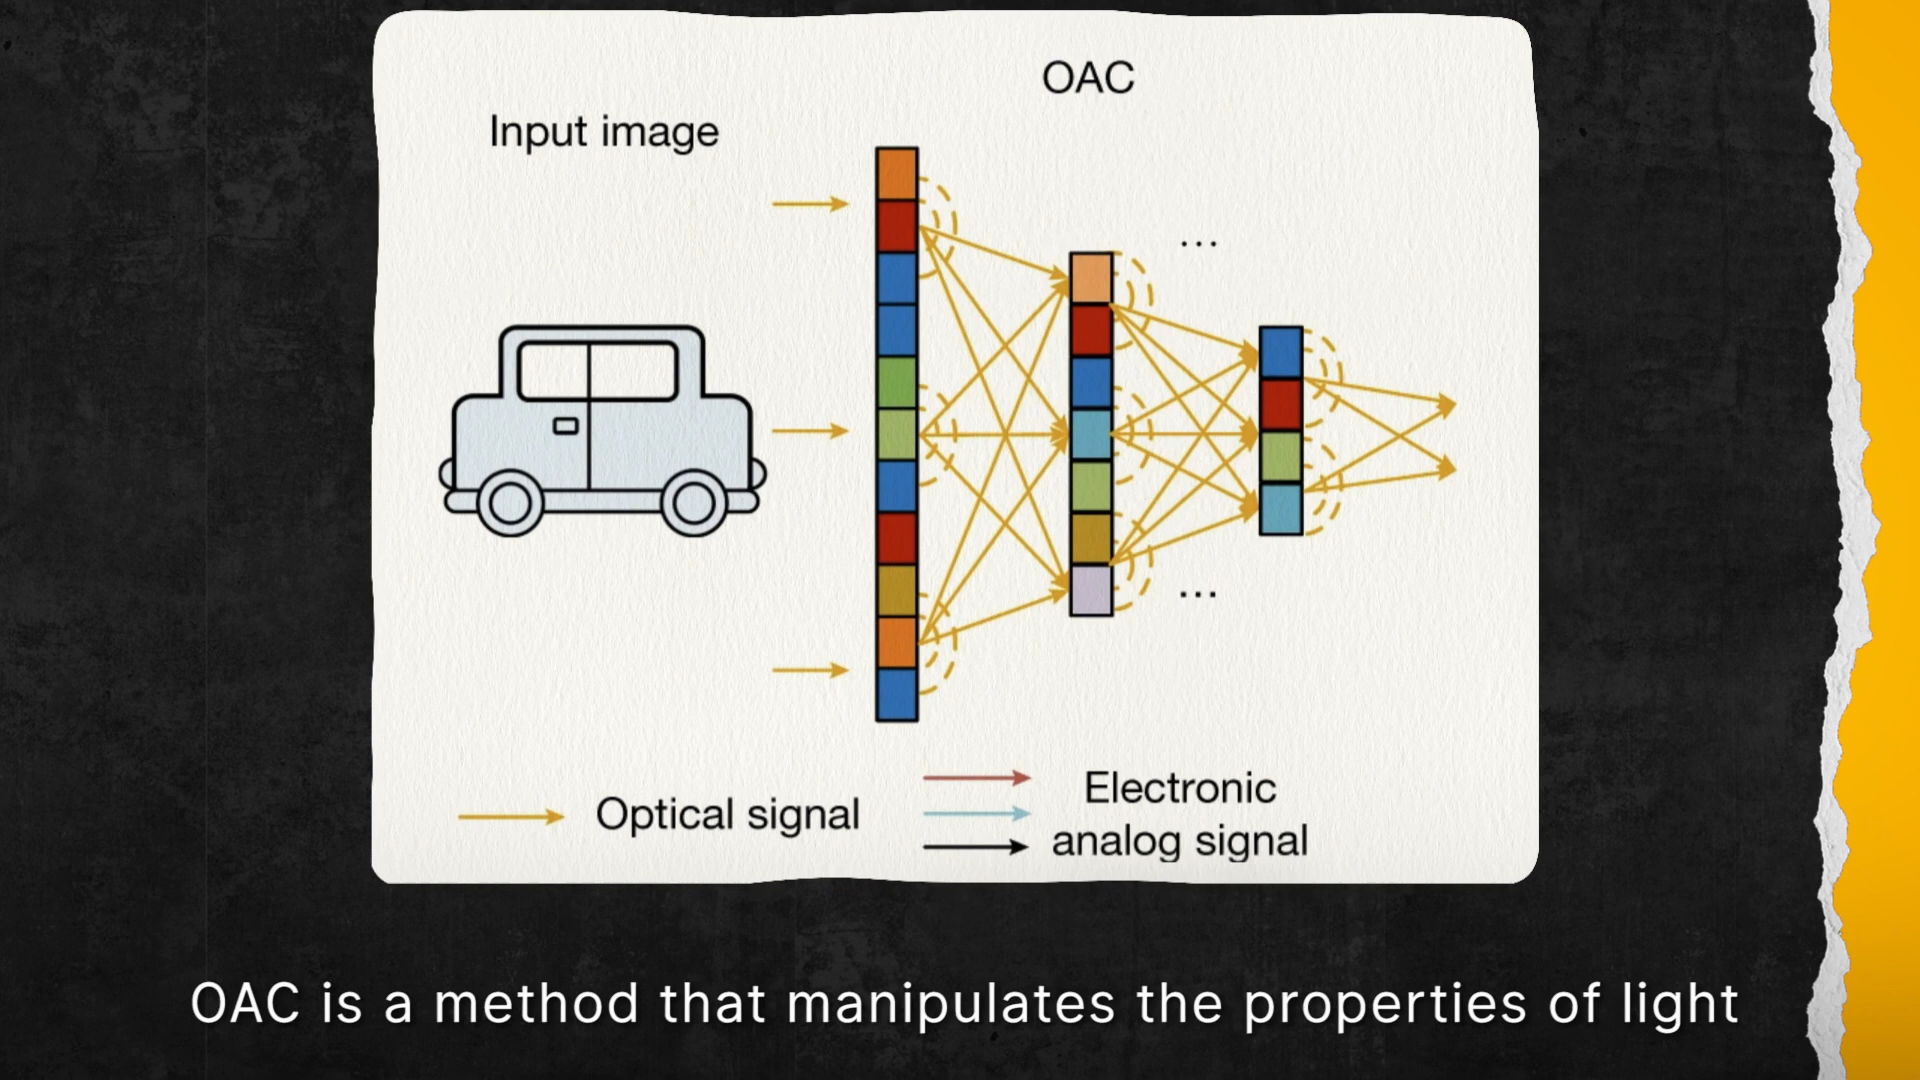 OAC
Input image
...
...
Optical signal
Electronic
analog signal
OAC is a method that manipulates the properties of light